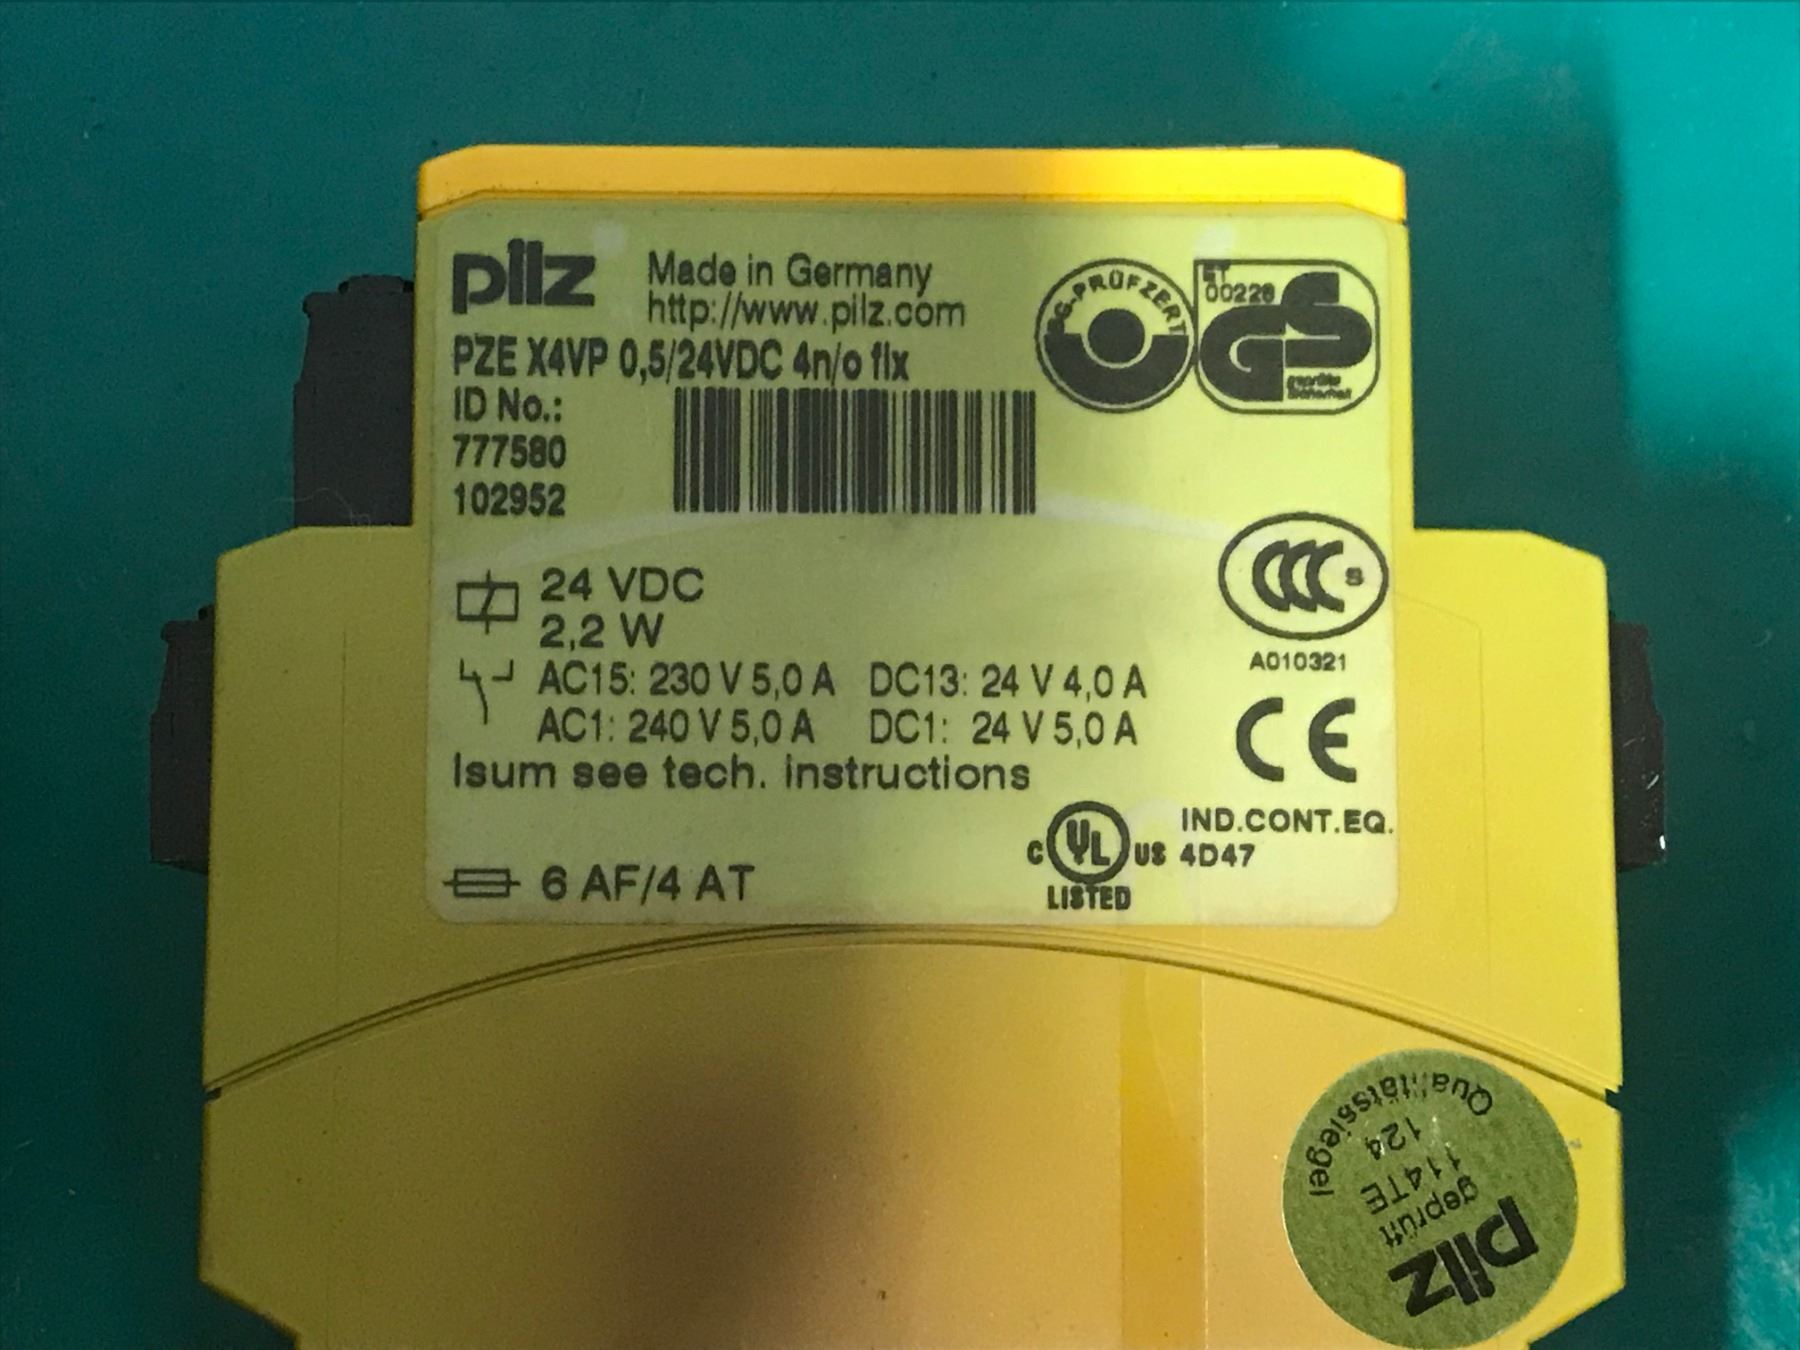 pilz
Made in Germany
http://www.pilz.com
PZE X4VP 0,5/24VDC 4n/o fix
ID No.:
777580
102952
BG-PRÜFZERT
ET
00226
GS
geprüfte
Sicherheit
24 VDC
2,2 W
CCC S
A010321
AC15: 230 V 5,0 A DC13: 24 V 4,0 A
AC1: 240 V 5,0 A DC1: 24 V 5,0 A
CE
Isum see tech. instructions
6 AF/4 AT
C UL US
LISTED
IND.CONT.EQ.
4D47
pilz
geprüft
114TE
124
Qualitätssiegel